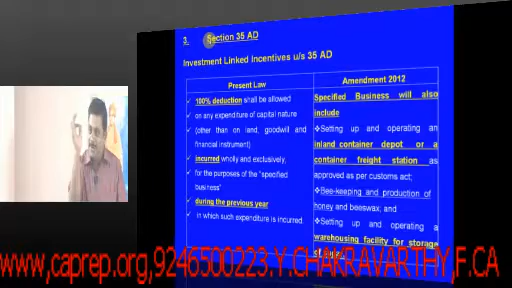 3. Section 35 AD
Investment Linked incentives u/s 35 AD
Present Law
✓ 100% deduction shall be allowed
✓ on any expenditure of capital nature
✓ (other than on land, goodwill and
financial instrument)
✓ incurred wholly and exclusively,
✓ for the purposes of the "specified
business"
✓ during the previous year
✓ in which such expenditure is incurred.
Amendment 2012
Specified Business will also
include
❖Setting up and operating an
inland container depot or a
container freight station as
approved as per customs act;
❖Bee-keeping and production of
honey and beeswax; and
❖Setting up and operating a
warehousing facility for storage
of sugar
www,caprep.org,9246500223.Y.CHAKRAVARTHY,F.CA